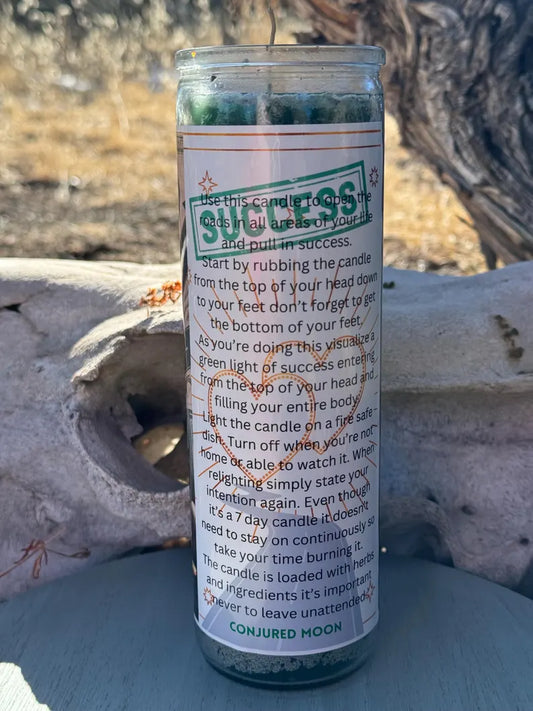 SUCCESS
Use this candle to open the
roads in all areas of your life
and pull in success.
Start by rubbing the candle
from the top of your head down
to your feet don't forget to get
the bottom of your feet.
As you're doing this visualize a
green light of success entering
from the top of your head and
filling your entire body.
Light the candle on a fire safe
dish. Turn off when you're not
home or able to watch it. When
relighting simply state your
intention again. Even though
it's a 7 day candle it doesn't
need to stay on continuously so
take your time burning it.
The candle is loaded with herbs
and ingredients it's important
never to leave unattended.
CONJURED MOON